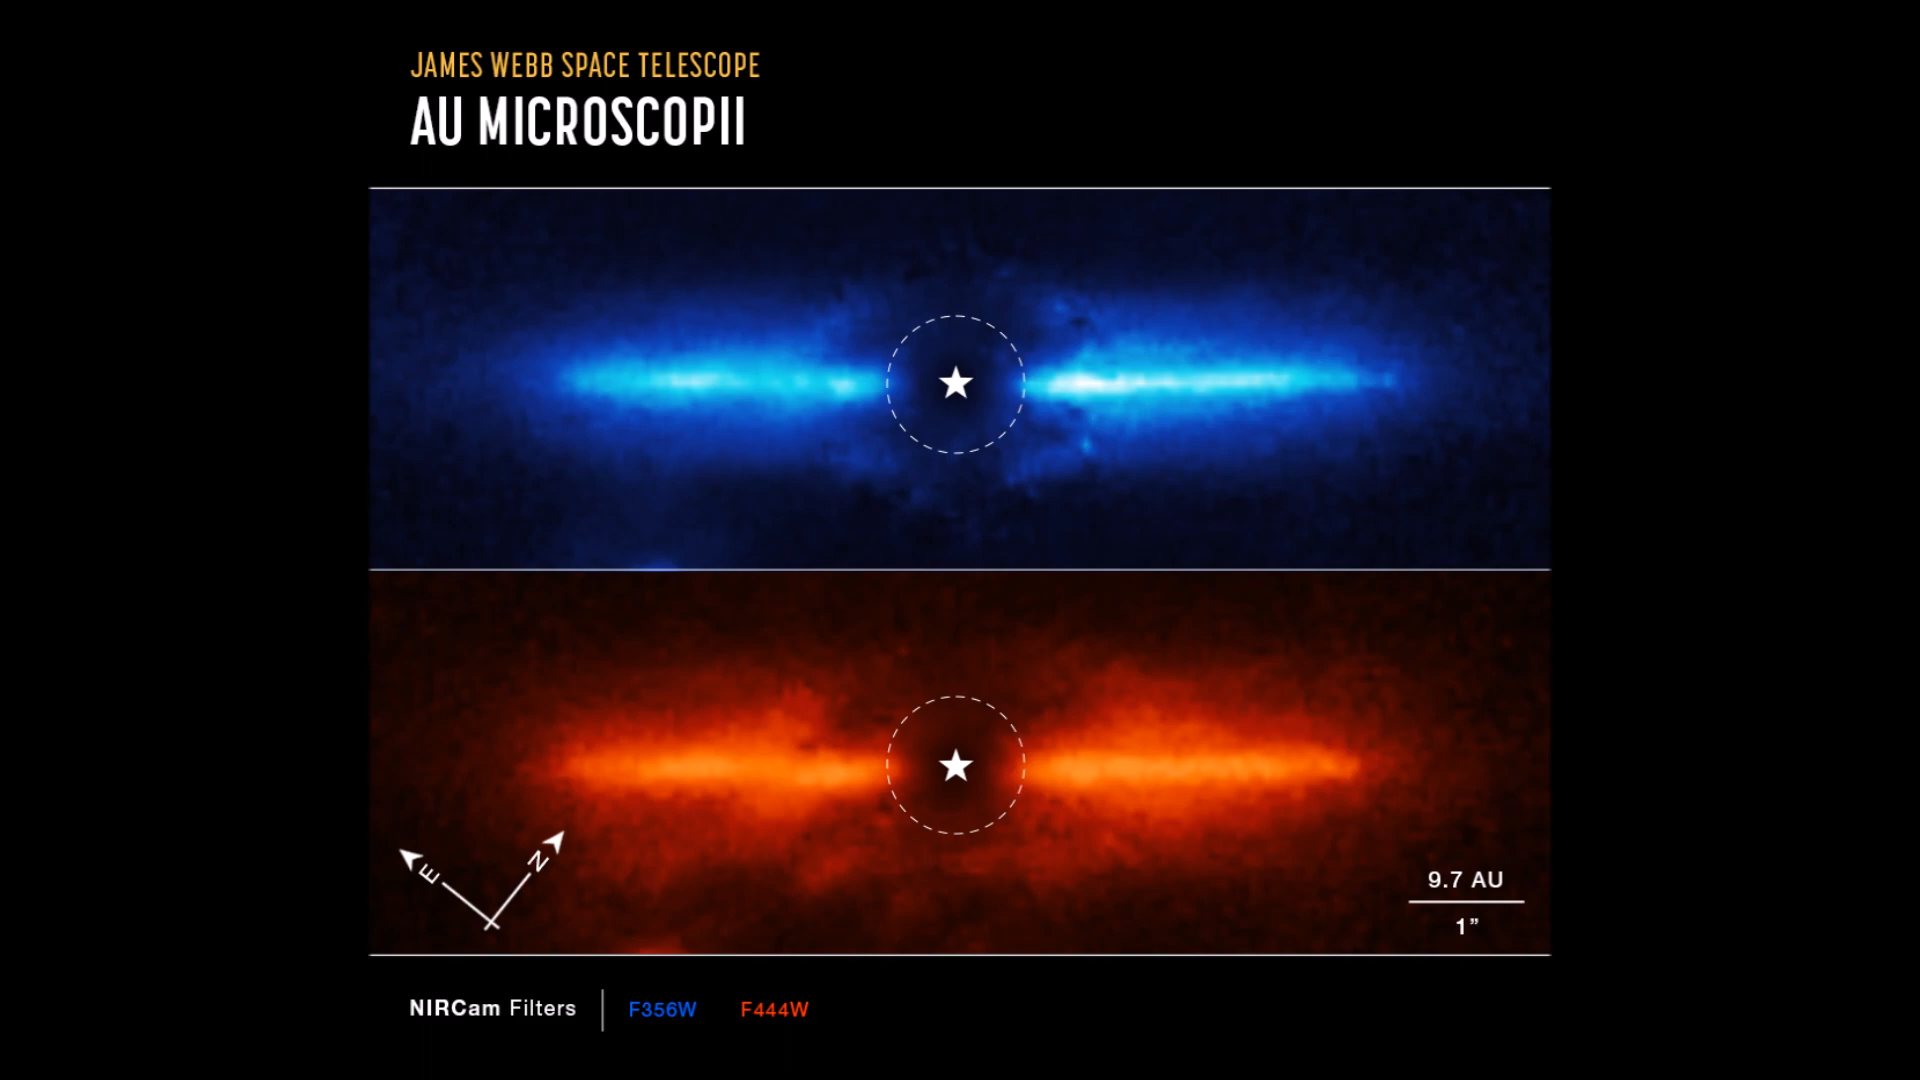 JAMES WEBB SPACE TELESCOPE
AU MICROSCOPII
E
N
9.7 AU
1”
NIRCam Filters F356W F444W